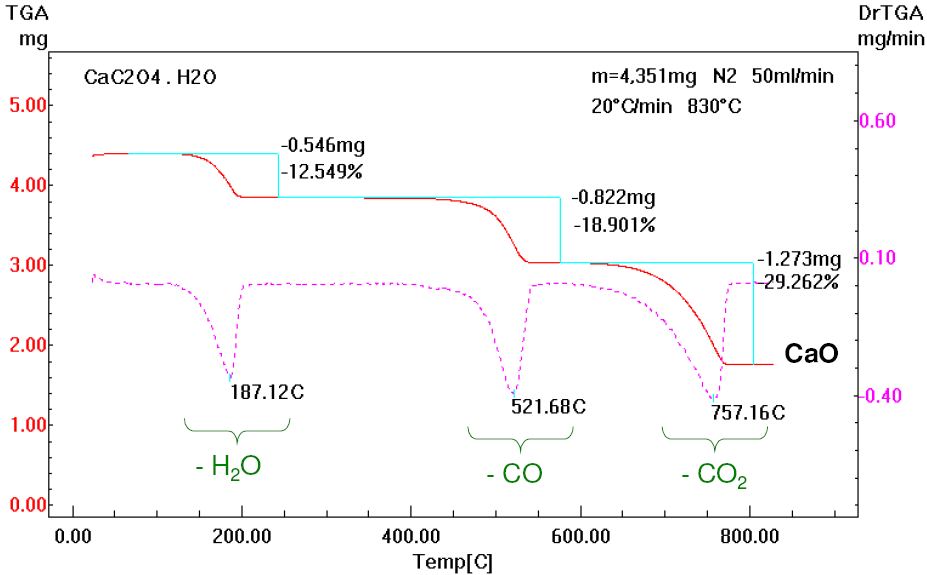 TGA
mg
DrTGA
mg/min
CaC2O4.H2O
m=4,351mg N2 50ml/min
20°C/min 830°C
5.00
4.00
3.00
2.00
1.00
0.00
0.60
0.10
-0.40
-0.546mg
-12.549%
-0.822mg
-18.901%
-1.273mg
-29.262%
CaO
187.12C
521.68C
757.16C
- H₂O
- CO
- CO₂
0.00
200.00
400.00
600.00
800.00
Temp[C]